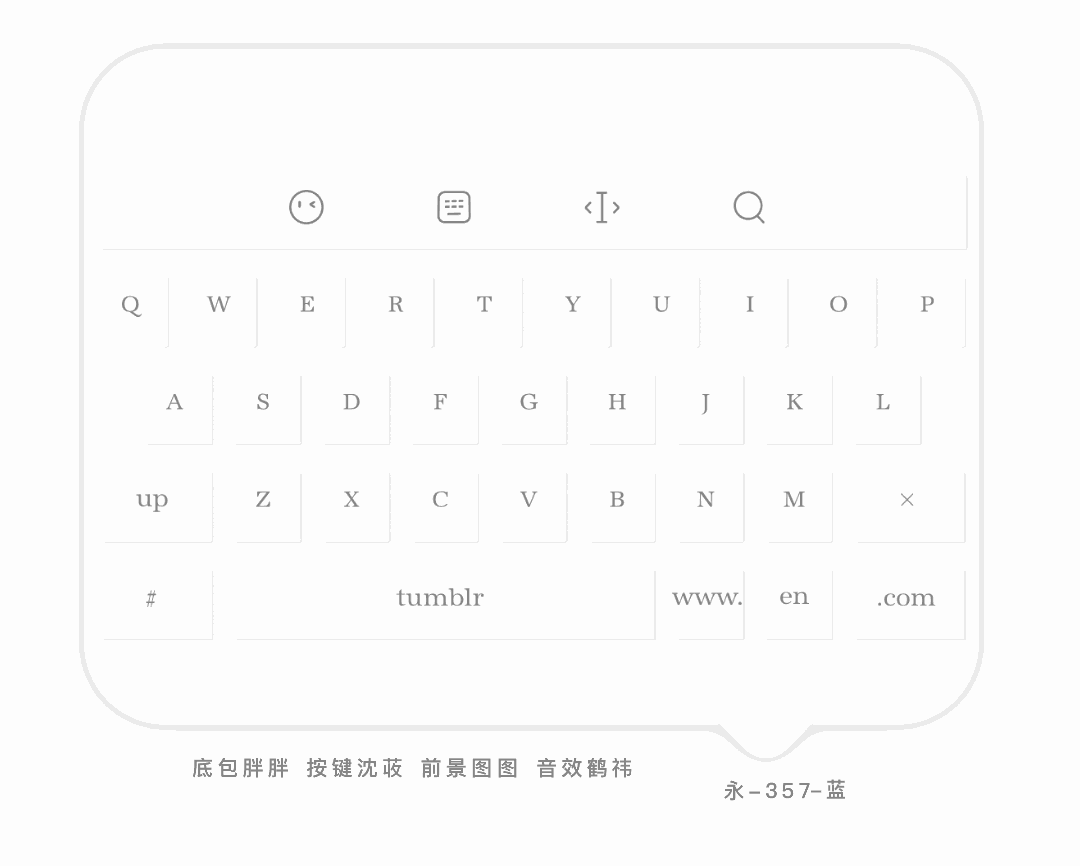 Q W E R T Y U I O P
A S D F G H J K L
up Z X C V B N M ×
# tumblr www. en .com
底包胖胖 按键沈荍 前景图图 音效鹤祎
永-357-蓝